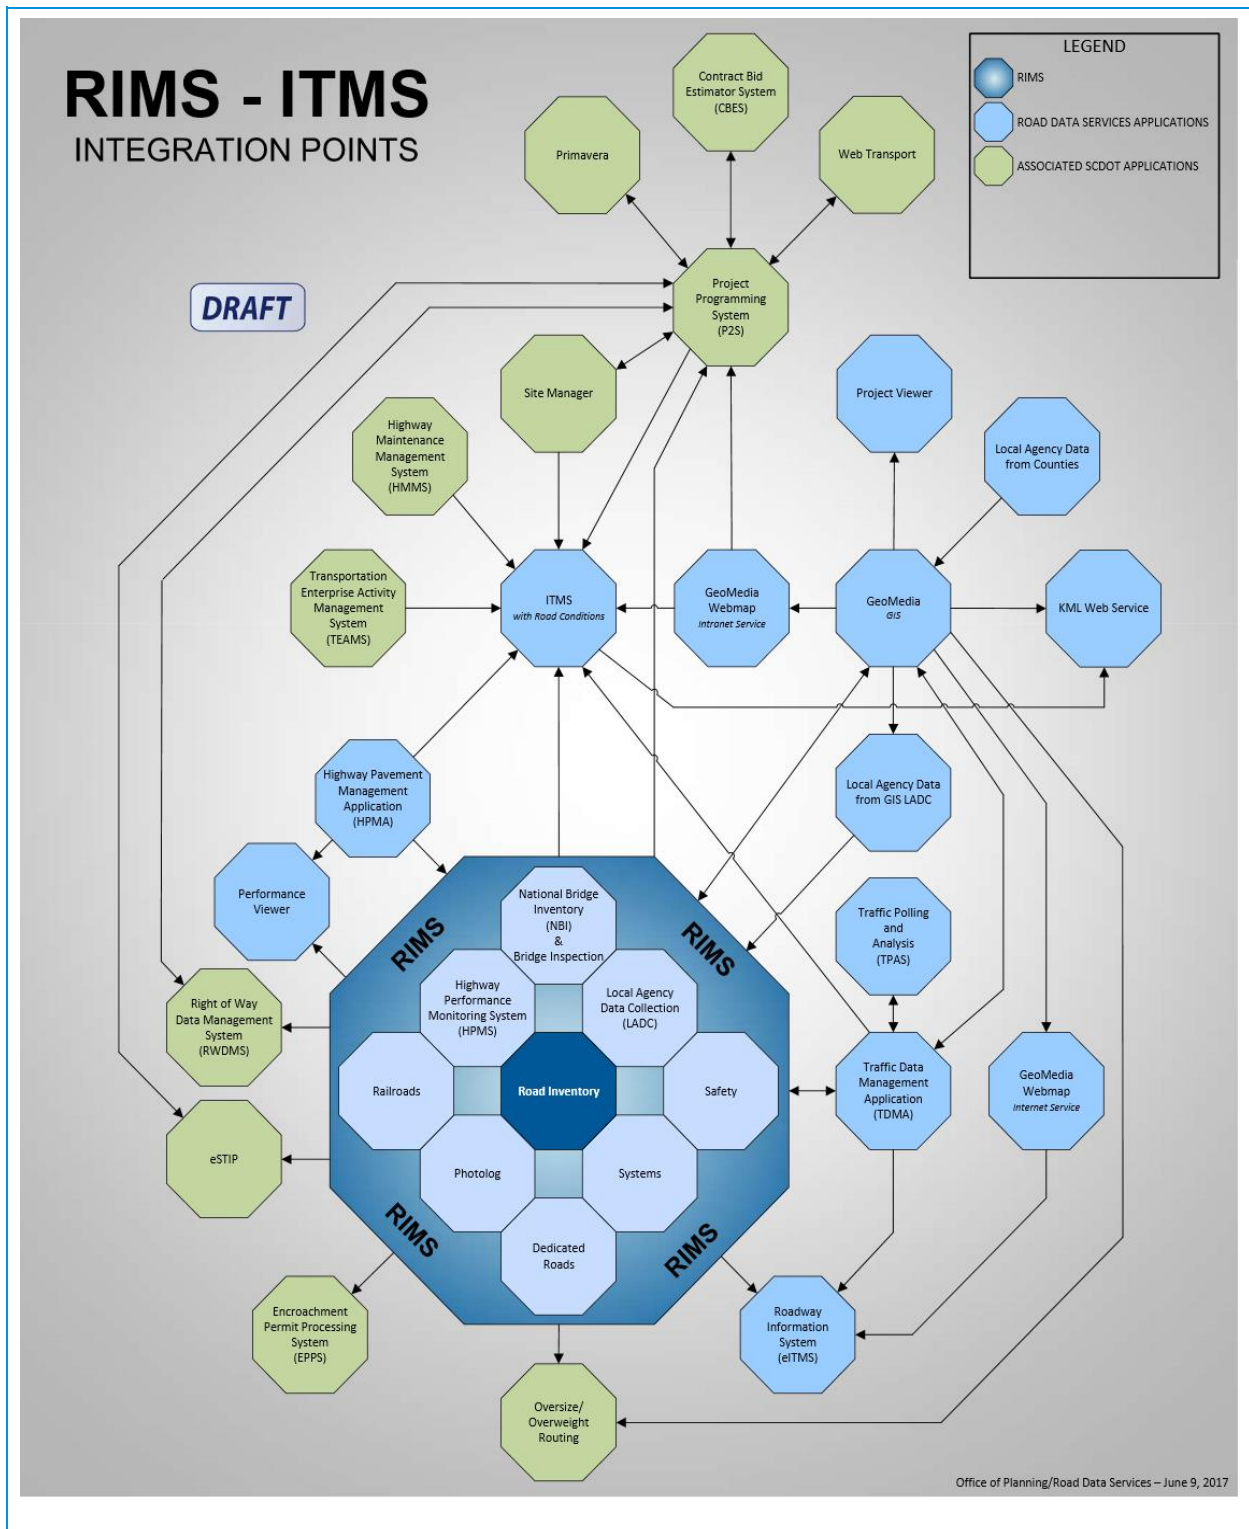 RIMS - ITMS
INTEGRATION POINTS
DRAFT
LEGEND
RIMS
ROAD DATA SERVICES APPLICATIONS
ASSOCIATED SCDOT APPLICATIONS
Contract Bid
Estimator System
(CBES)
Primavera
Web Transport
Project
Programming
System
(P2S)
Site Manager
Project Viewer
Highway
Maintenance
Management
System
(HMMS)
Local Agency Data
from Counties
Transportation
Enterprise Activity
Management
System
(TEAMS)
ITMS
with Road Conditions
GeoMedia
Webmap
Intranet Service
GeoMedia
GIS
KML Web Service
Highway Pavement
Management
Application
(HPMA)
Local Agency Data
from GIS LADC
Performance
Viewer
Traffic Polling
and
Analysis
(TPAS)
RIMS
RIMS
National Bridge
Inventory
(NBI)
&
Bridge Inspection
Highway
Performance
Monitoring System
(HPMS)
Local Agency
Data Collection
(LADC)
Right of Way
Data Management
System
(RWDMS)
Railroads
Road Inventory
Safety
Traffic Data
Management
Application
(TDMA)
GeoMedia
Webmap
Internet Service
eSTIP
Photolog
Systems
RIMS
RIMS
Dedicated
Roads
Encroachment
Permit Processing
System
(EPPS)
Roadway
Information
System
(eITMS)
Oversize/
Overweight
Routing
Office of Planning/Road Data Services – June 9, 2017